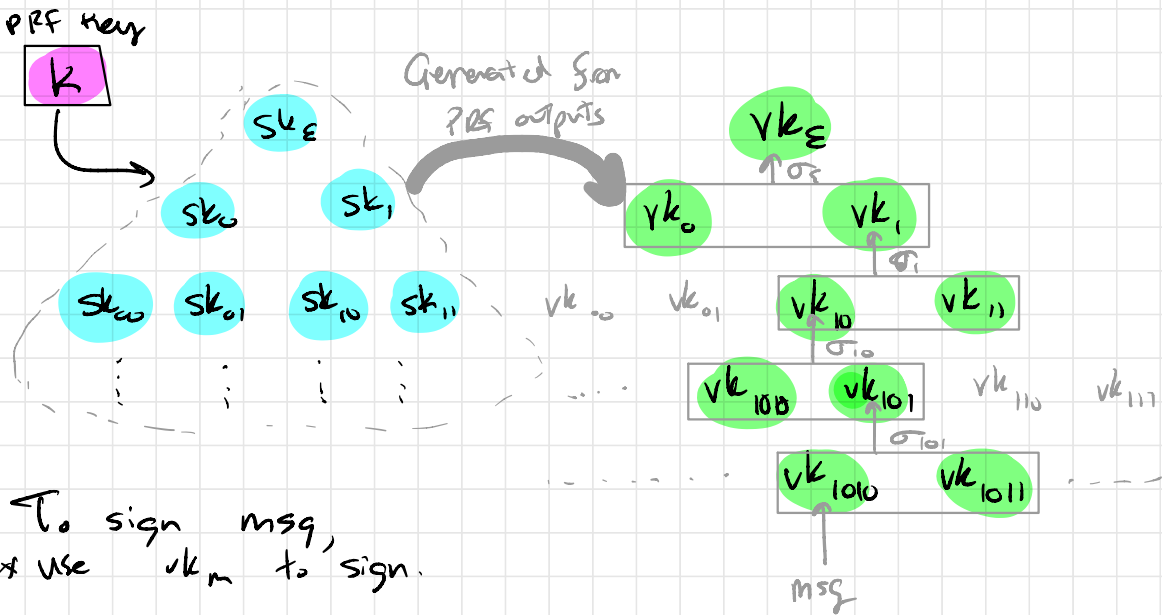 PRF Key
k
Generated from
PRF outputs
sk_ε
vk_ε
σ_ε
sk_0 sk_1
vk_0 vk_1
σ_1
sk_00 sk_01 sk_10 sk_11
vk_00 vk_01 vk_10 vk_11
σ_10
vk_100 vk_101 vk_110 vk_111
σ_101
vk_1010 vk_1011
To sign msg,
* use vk_m to sign.
msg